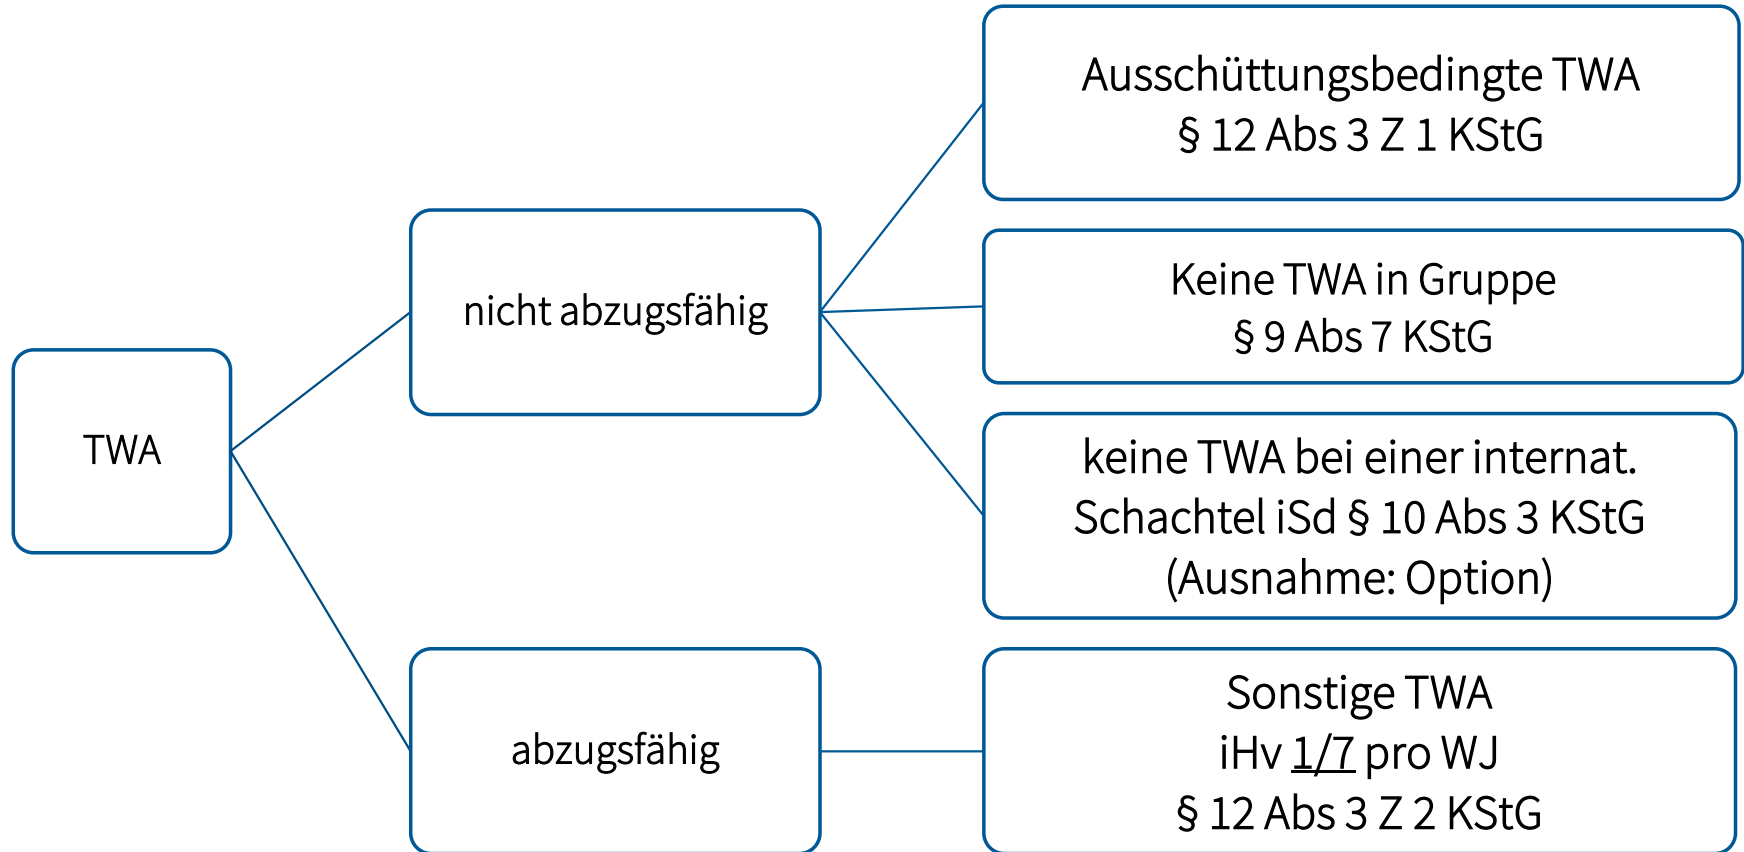 TWA
nicht abzugsfähig
Ausschüttungsbedingte TWA
§ 12 Abs 3 Z 1 KStG
Keine TWA in Gruppe
§ 9 Abs 7 KStG
keine TWA bei einer internat.
Schachtel iSd § 10 Abs 3 KStG
(Ausnahme: Option)
abzugsfähig
Sonstige TWA
iHv 1/7 pro WJ
§ 12 Abs 3 Z 2 KStG